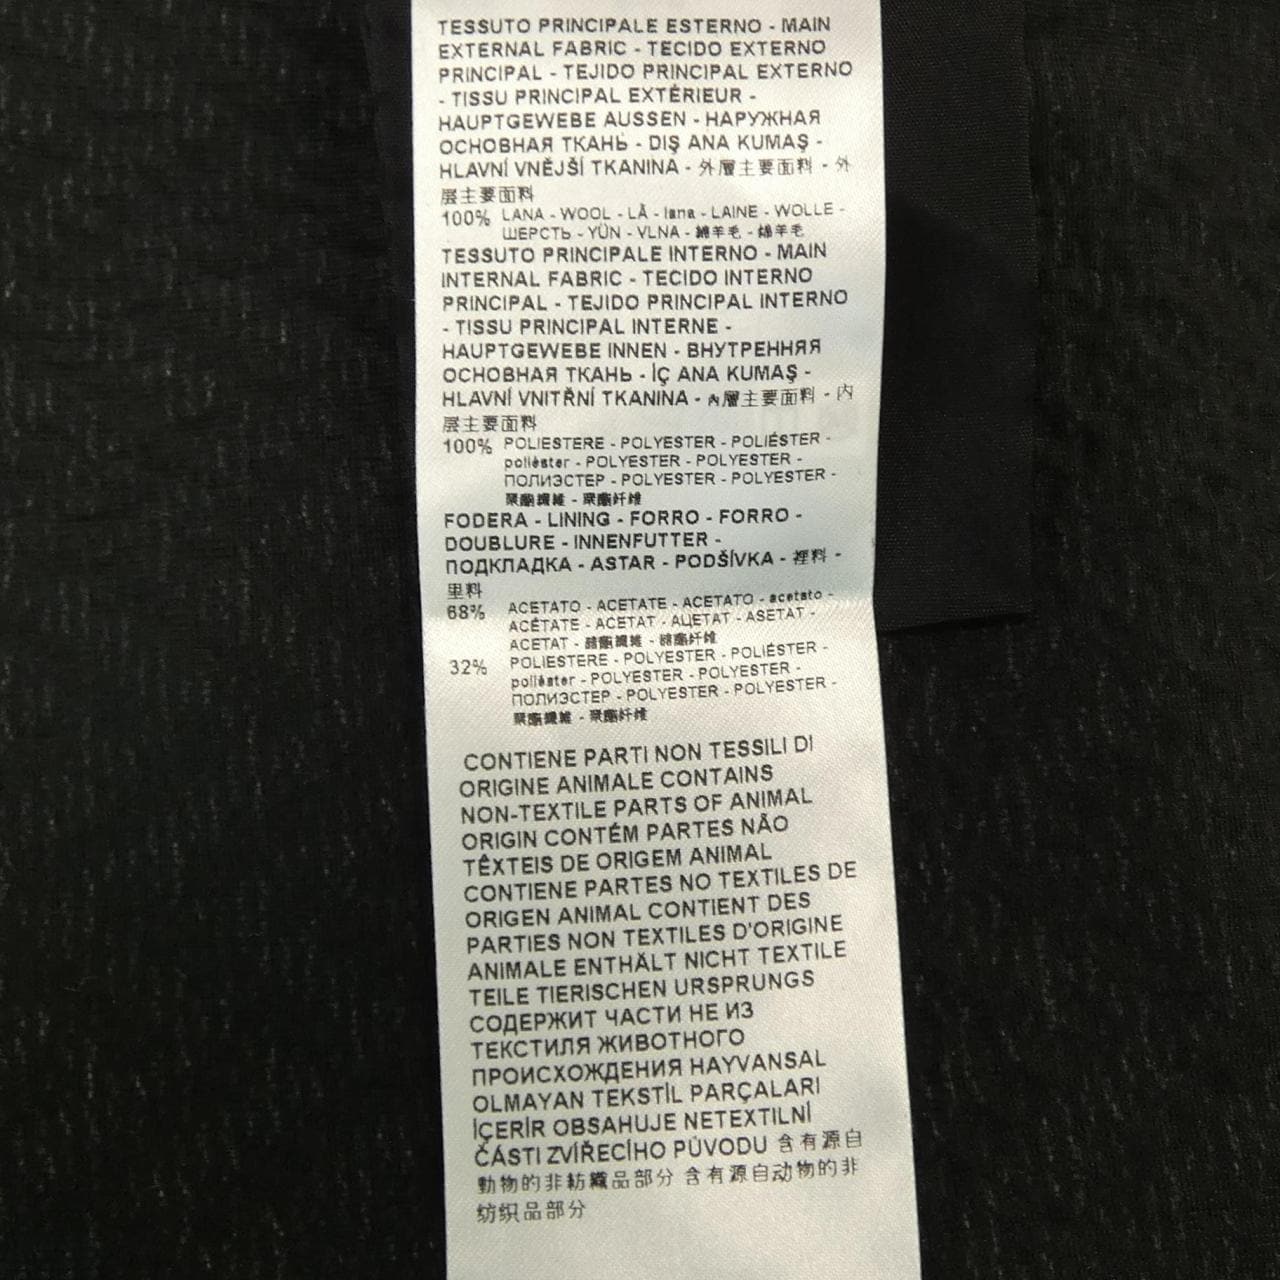 TESSUTO PRINCIPALE ESTERNO - MAIN
EXTERNAL FABRIC - TECIDO EXTERNO
PRINCIPAL - TEJIDO PRINCIPAL EXTERNO
- TISSU PRINCIPAL EXTÉRIEUR -
HAUPTGEWEBE AUSSEN - НАРУЖНАЯ
ОСНОВНАЯ ТКАНЬ - DIŞ ANA KUMAŞ -
HLAVNÍ VNĚJŠÍ TKANINA - 外層主要面料 - 外
层主要面料
100% LANA - WOOL - LÃ - lana - LAINE - WOLLE -
ШЕРСТЬ - YÜN - VLNA - 綿羊毛 - 绵羊毛
TESSUTO PRINCIPALE INTERNO - MAIN
INTERNAL FABRIC - TECIDO INTERNO
PRINCIPAL - TEJIDO PRINCIPAL INTERNO
- TISSU PRINCIPAL INTERNE -
HAUPTGEWEBE INNEN - ВНУТРЕННЯЯ
ОСНОВНАЯ ТКАНЬ - İÇ ANA KUMAŞ -
HLAVNÍ VNITŘNÍ TKANINA - 內層主要面料 - 内
层主要面料
100% POLIESTERE - POLYESTER - POLIÉSTER -
poliéster - POLYESTER - POLYESTER -
ПОЛИЭСТЕР - POLYESTER - POLYESTER -
聚酯纖維 - 聚酯纤维
FODERA - LINING - FORRO - FORRO -
DOUBLURE - INNENFUTTER -
ПОДКЛАДКА - ASTAR - PODŠÍVKA - 裡料 -
里料
68% ACETATO - ACETATE - ACETATO - acetato -
ACÉTATE - ACETAT - АЦЕТАТ - ASETAT -
ACETAT - 醋酯纖維 - 醋酯纤维
32% POLIESTERE - POLYESTER - POLIÉSTER -
poliéster - POLYESTER - POLYESTER -
ПОЛИЭСТЕР - POLYESTER - POLYESTER -
聚酯纖維 - 聚酯纤维
CONTIENE PARTI NON TESSILI DI
ORIGINE ANIMALE CONTAINS
NON-TEXTILE PARTS OF ANIMAL
ORIGIN CONTÉM PARTES NÃO
TÊXTEIS DE ORIGEM ANIMAL
CONTIENE PARTES NO TEXTILES DE
ORIGEN ANIMAL CONTIENT DES
PARTIES NON TEXTILES D'ORIGINE
ANIMALE ENTHÄLT NICHT TEXTILE
TEILE TIERISCHEN URSPRUNGS
СОДЕРЖИТ ЧАСТИ НЕ ИЗ
ТЕКСТИЛЯ ЖИВОТНОГО
ПРОИСХОЖДЕНИЯ HAYVANSAL
OLMAYAN TEKSTİL PARÇALARI
İÇERİR OBSAHUJE NETEXTILNÍ
ČÁSTI ZVÍŘECÍHO PŮVODU 含有源自
動物的非紡織品部分 含有源自动物的非
纺织品部分